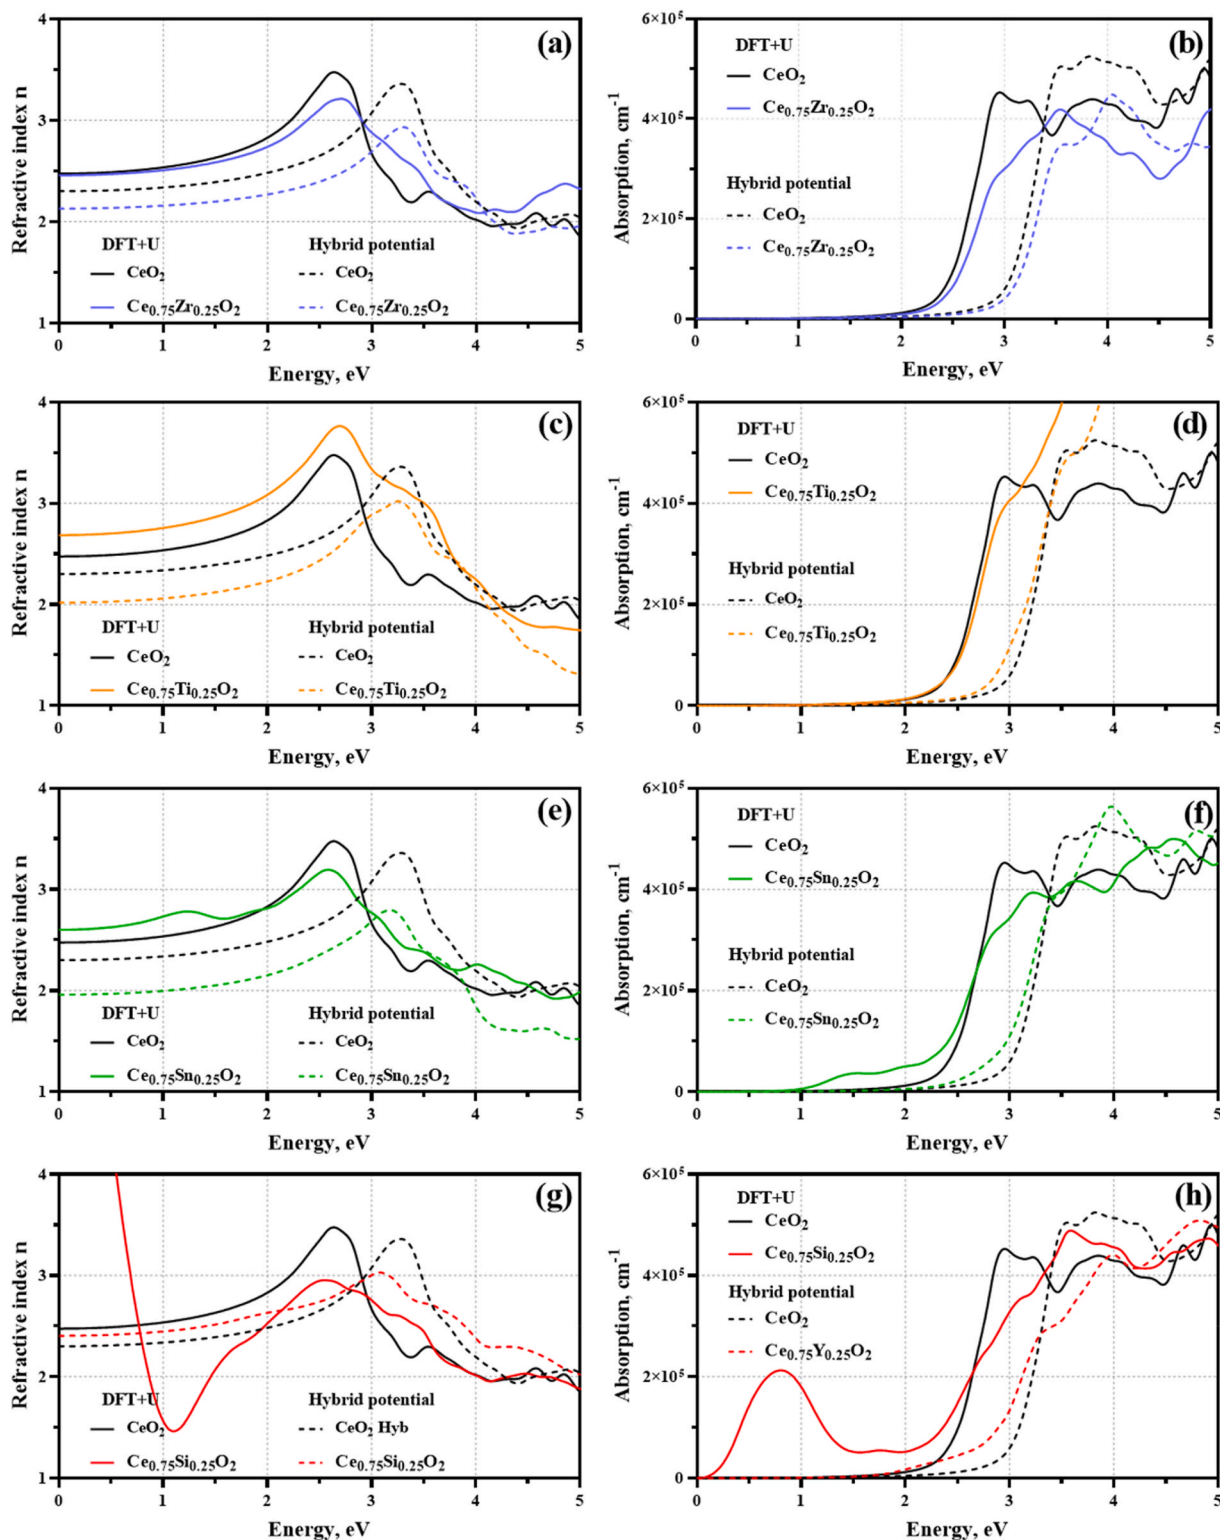 (a)
Refractive index n
4
3
2
1
DFT+U
CeO₂
Ce₀.₇₅Zr₀.₂₅O₂
Hybrid potential
CeO₂
Ce₀.₇₅Zr₀.₂₅O₂
0 1 2 3 4 5
Energy, eV
(b)
Absorption, cm⁻¹
6×10⁵
4×10⁵
2×10⁵
0
DFT+U
CeO₂
Ce₀.₇₅Zr₀.₂₅O₂
Hybrid potential
CeO₂
Ce₀.₇₅Zr₀.₂₅O₂
0 1 2 3 4 5
Energy, eV
(c)
Refractive index n
4
3
2
1
DFT+U
CeO₂
Ce₀.₇₅Ti₀.₂₅O₂
Hybrid potential
CeO₂
Ce₀.₇₅Ti₀.₂₅O₂
0 1 2 3 4 5
Energy, eV
(d)
Absorption, cm⁻¹
6×10⁵
4×10⁵
2×10⁵
0
DFT+U
CeO₂
Ce₀.₇₅Ti₀.₂₅O₂
Hybrid potential
CeO₂
Ce₀.₇₅Ti₀.₂₅O₂
0 1 2 3 4 5
Energy, eV
(e)
Refractive index n
4
3
2
1
DFT+U
CeO₂
Ce₀.₇₅Sn₀.₂₅O₂
Hybrid potential
CeO₂
Ce₀.₇₅Sn₀.₂₅O₂
0 1 2 3 4 5
Energy, eV
(f)
Absorption, cm⁻¹
6×10⁵
4×10⁵
2×10⁵
0
DFT+U
CeO₂
Ce₀.₇₅Sn₀.₂₅O₂
Hybrid potential
CeO₂
Ce₀.₇₅Sn₀.₂₅O₂
0 1 2 3 4 5
Energy, eV
(g)
Refractive index n
4
3
2
1
DFT+U
CeO₂
Ce₀.₇₅Si₀.₂₅O₂
Hybrid potential
CeO₂ Hyb
Ce₀.₇₅Si₀.₂₅O₂
0 1 2 3 4 5
Energy, eV
(h)
Absorption, cm⁻¹
6×10⁵
4×10⁵
2×10⁵
0
DFT+U
CeO₂
Ce₀.₇₅Si₀.₂₅O₂
Hybrid potential
CeO₂
Ce₀.₇₅Y₀.₂₅O₂
0 1 2 3 4 5
Energy, eV